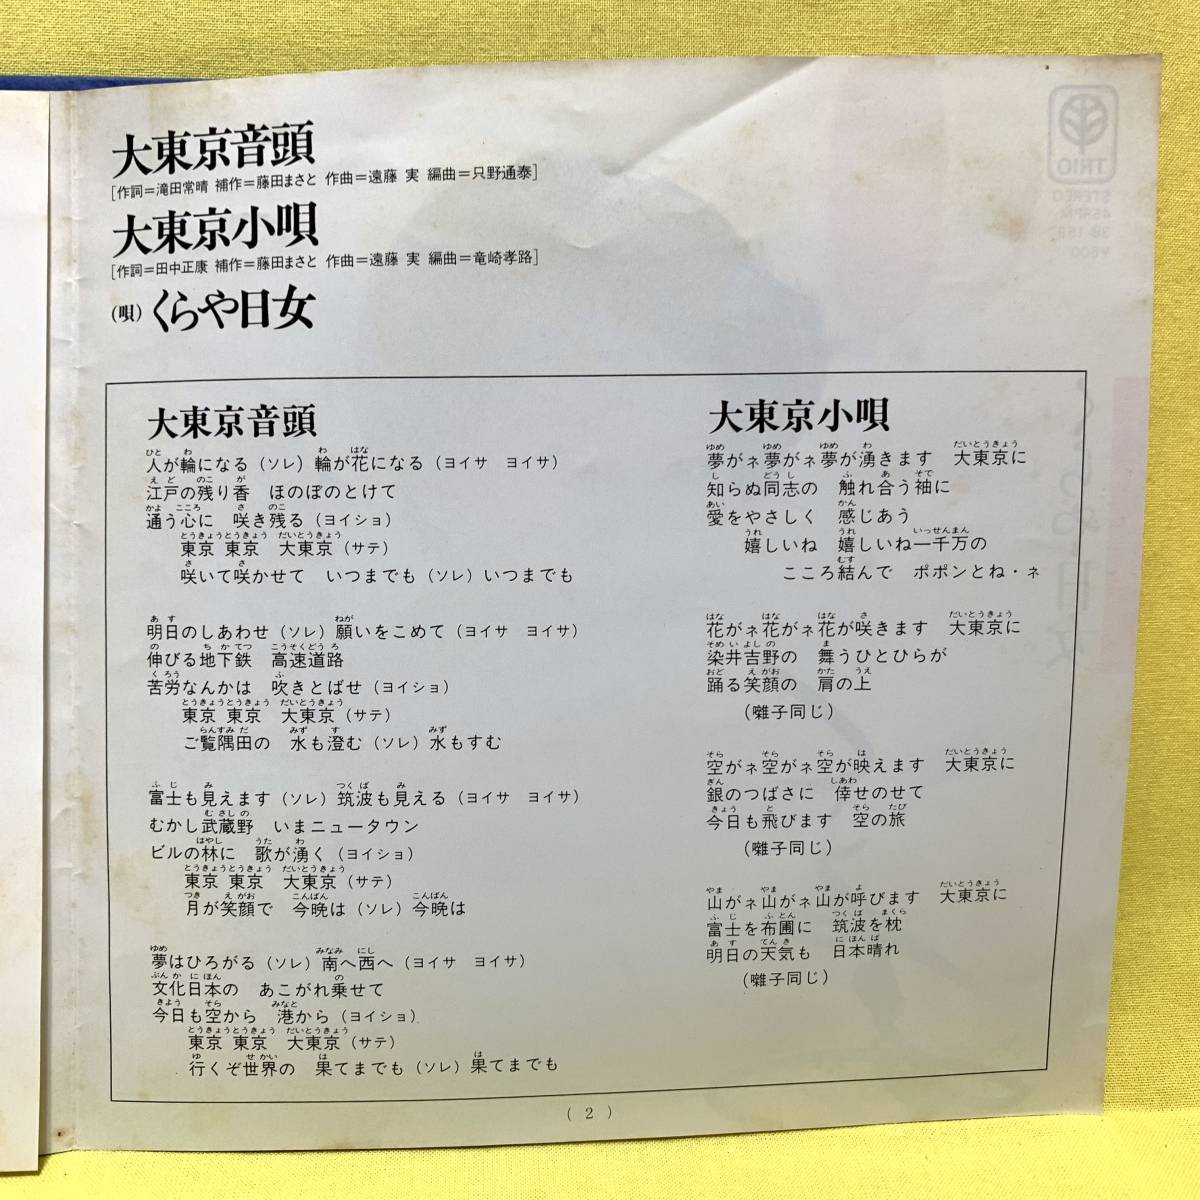 大東京音頭
[作詞＝滝田常晴 補作＝藤田まさと 作曲＝遠藤 実 編曲＝只野通泰]
大東京小唄
[作詞＝田中正康 補作＝藤田まさと 作曲＝遠藤 実 編曲＝竜崎孝路]
(唄) くらや日女
大東京音頭
人が輪になる (ソレ) 輪が花になる (ヨイサ ヨイサ)
江戸の残り香 ほのぼのとけて
通う心に 咲き残る (ヨイショ)
東京 東京 大東京 (サテ)
咲いて咲かせて いつまでも (ソレ) いつまでも
明日のしあわせ (ソレ) 願いをこめて (ヨイサ ヨイサ)
伸びる地下鉄 高速道路
苦労なんかは 吹きとばせ (ヨイショ)
東京 東京 大東京 (サテ)
ご覧隅田の 水も澄む (ソレ) 水もすむ
富士も見えます (ソレ) 筑波も見える (ヨイサ ヨイサ)
むかし武蔵野 いまニュータウン
ビルの林に 歌が湧く (ヨイショ)
東京 東京 大東京 (サテ)
月が笑顔で 今晩は (ソレ) 今晩は
夢はひろがる (ソレ) 南へ西へ (ヨイサ ヨイサ)
文化日本の あこがれ乗せて
今日も空から 港から (ヨイショ)
東京 東京 大東京 (サテ)
行くぞ世界の 果てまでも (ソレ) 果てまでも
大東京小唄
夢がネ夢がネ夢が湧きます 大東京に
知らぬ同志の 触れ合う袖に
愛をやさしく 感じあう
嬉しいね 嬉しいね一千万の
こころ結んで ポポンとね・ネ
花がネ花がネ花が咲きます 大東京に
染井吉野の 舞うひとひらが
踊る笑顔の 肩の上
(囃子同じ)
空がネ空がネ空が映えます 大東京に
銀のつばさに 倖せのせて
今日も飛びます 空の旅
(囃子同じ)
山がネ山がネ山が呼びます 大東京に
富士を布団に 筑波を枕
明日の天気も 日本晴れ
(囃子同じ)
( 2 )
TRIO
STEREO
45RPM
¥600